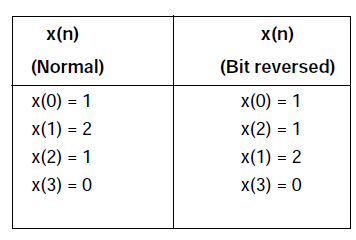 x(n) x(n)
(Normal) (Bit reversed)
x(0) = 1 x(0) = 1
x(1) = 2 x(2) = 1
x(2) = 1 x(1) = 2
x(3) = 0 x(3) = 0